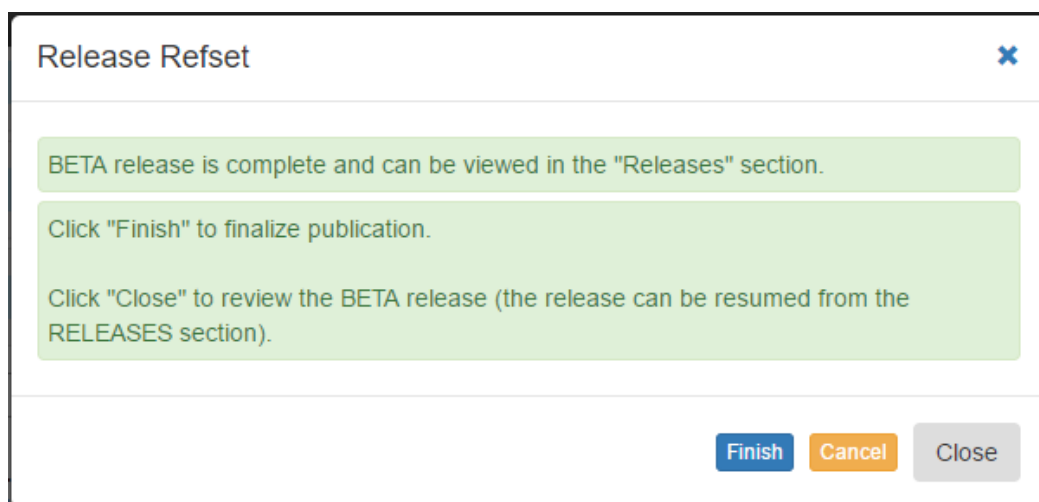 Release Refset
BETA release is complete and can be viewed in the "Releases" section.
Click "Finish" to finalize publication.
Click "Close" to review the BETA release (the release can be resumed from the
RELEASES section).
Finish Cancel Close